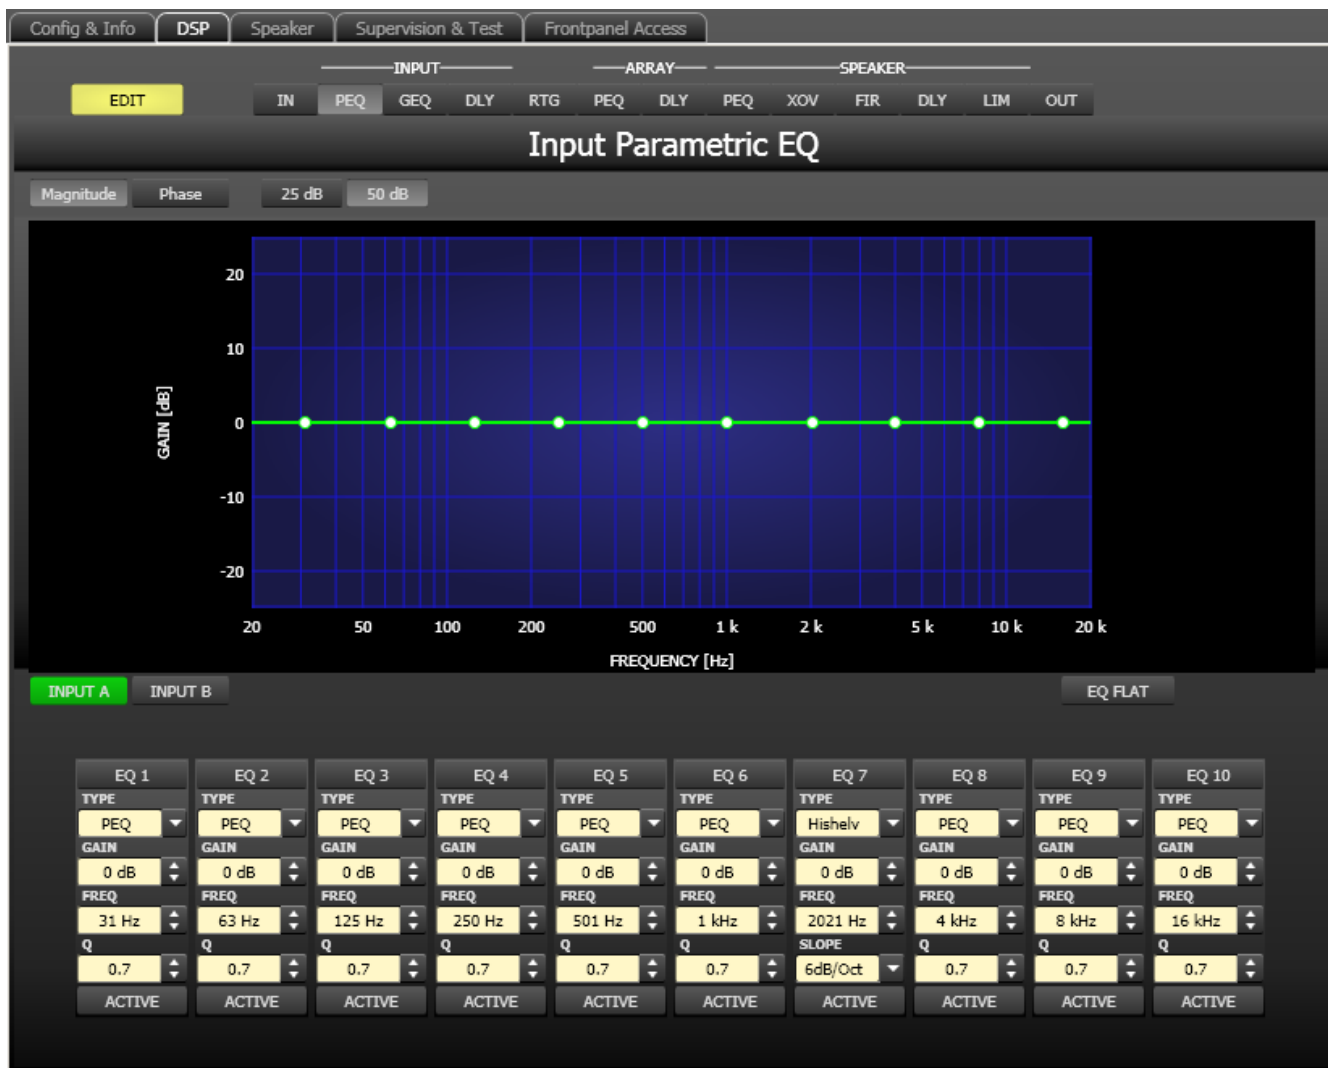 Config & Info DSP Speaker Supervision & Test Frontpanel Access
INPUT ARRAY SPEAKER
EDIT IN PEQ GEQ DLY RTG PEQ DLY PEQ XOV FIR DLY LIM OUT
Input Parametric EQ
Magnitude Phase 25 dB 50 dB
20
10
GAIN [dB]
0
-10
-20
20 50 100 200 500 1 k 2 k 5 k 10 k 20 k
FREQUENCY [Hz]
INPUT A INPUT B EQ FLAT
EQ 1 EQ 2 EQ 3 EQ 4 EQ 5 EQ 6 EQ 7 EQ 8 EQ 9 EQ 10
TYPE TYPE TYPE TYPE TYPE TYPE TYPE TYPE TYPE TYPE
PEQ PEQ PEQ PEQ PEQ PEQ Hishelv PEQ PEQ PEQ
GAIN GAIN GAIN GAIN GAIN GAIN GAIN GAIN GAIN GAIN
0 dB 0 dB 0 dB 0 dB 0 dB 0 dB 0 dB 0 dB 0 dB 0 dB
FREQ FREQ FREQ FREQ FREQ FREQ FREQ FREQ FREQ FREQ
31 Hz 63 Hz 125 Hz 250 Hz 501 Hz 1 kHz 2021 Hz 4 kHz 8 kHz 16 kHz
Q Q Q Q Q Q SLOPE Q Q Q
0.7 0.7 0.7 0.7 0.7 0.7 6dB/Oct 0.7 0.7 0.7
ACTIVE ACTIVE ACTIVE ACTIVE ACTIVE ACTIVE ACTIVE ACTIVE ACTIVE ACTIVE